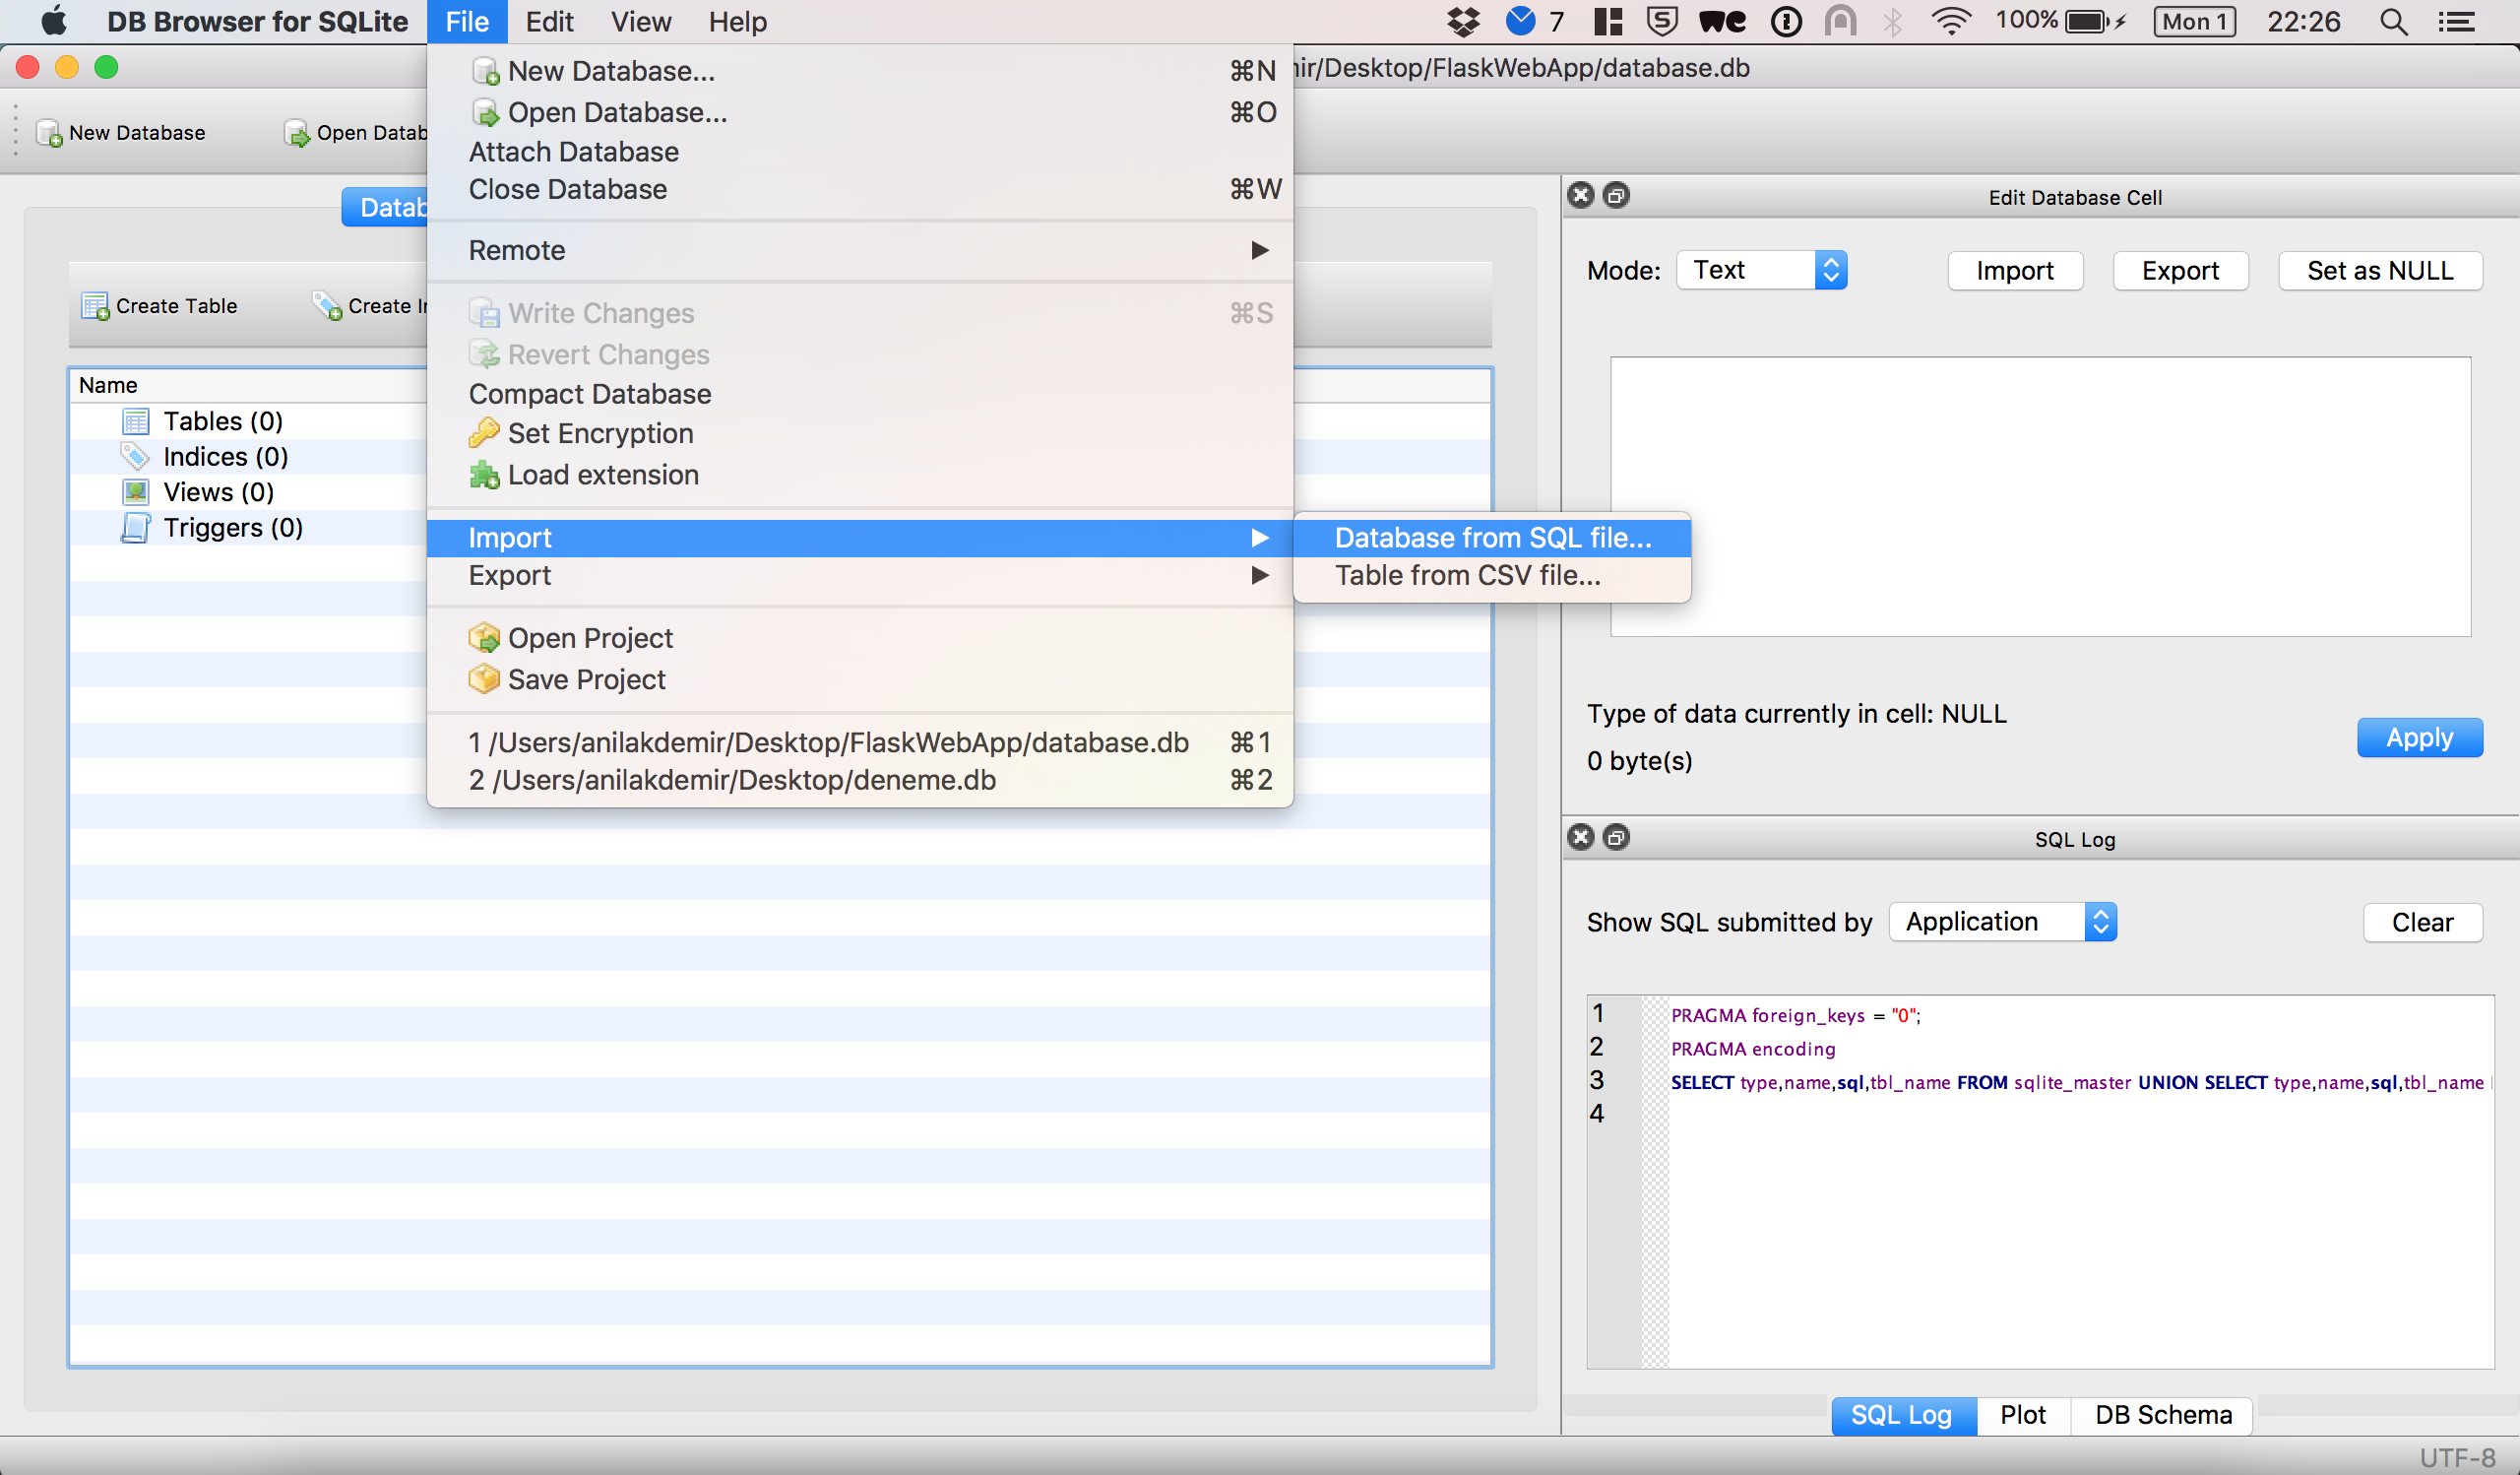 DB Browser for SQLite File Edit View Help 7 100% Mon 1 22:26
/Desktop/FlaskWebApp/database.db
New Database
Open Datab
New Database... ⌘N
Open Database... ⌘O
Attach Database
Close Database ⌘W
Remote
Write Changes ⌘S
Revert Changes
Compact Database
Set Encryption
Load extension
Import
Export
Database from SQL file...
Table from CSV file...
Open Project
Save Project
1 /Users/anilakdemir/Desktop/FlaskWebApp/database.db ⌘1
2 /Users/anilakdemir/Desktop/deneme.db ⌘2
Datab
Create Table
Create I
Name
Tables (0)
Indices (0)
Views (0)
Triggers (0)
Edit Database Cell
Mode: Text Import Export Set as NULL
Type of data currently in cell: NULL
0 byte(s)
Apply
SQL Log
Show SQL submitted by Application Clear
1 PRAGMA foreign_keys = "0";
2 PRAGMA encoding
3 SELECT type,name,sql,tbl_name FROM sqlite_master UNION SELECT type,name,sql,tbl_name
4
SQL Log Plot DB Schema
UTF-8